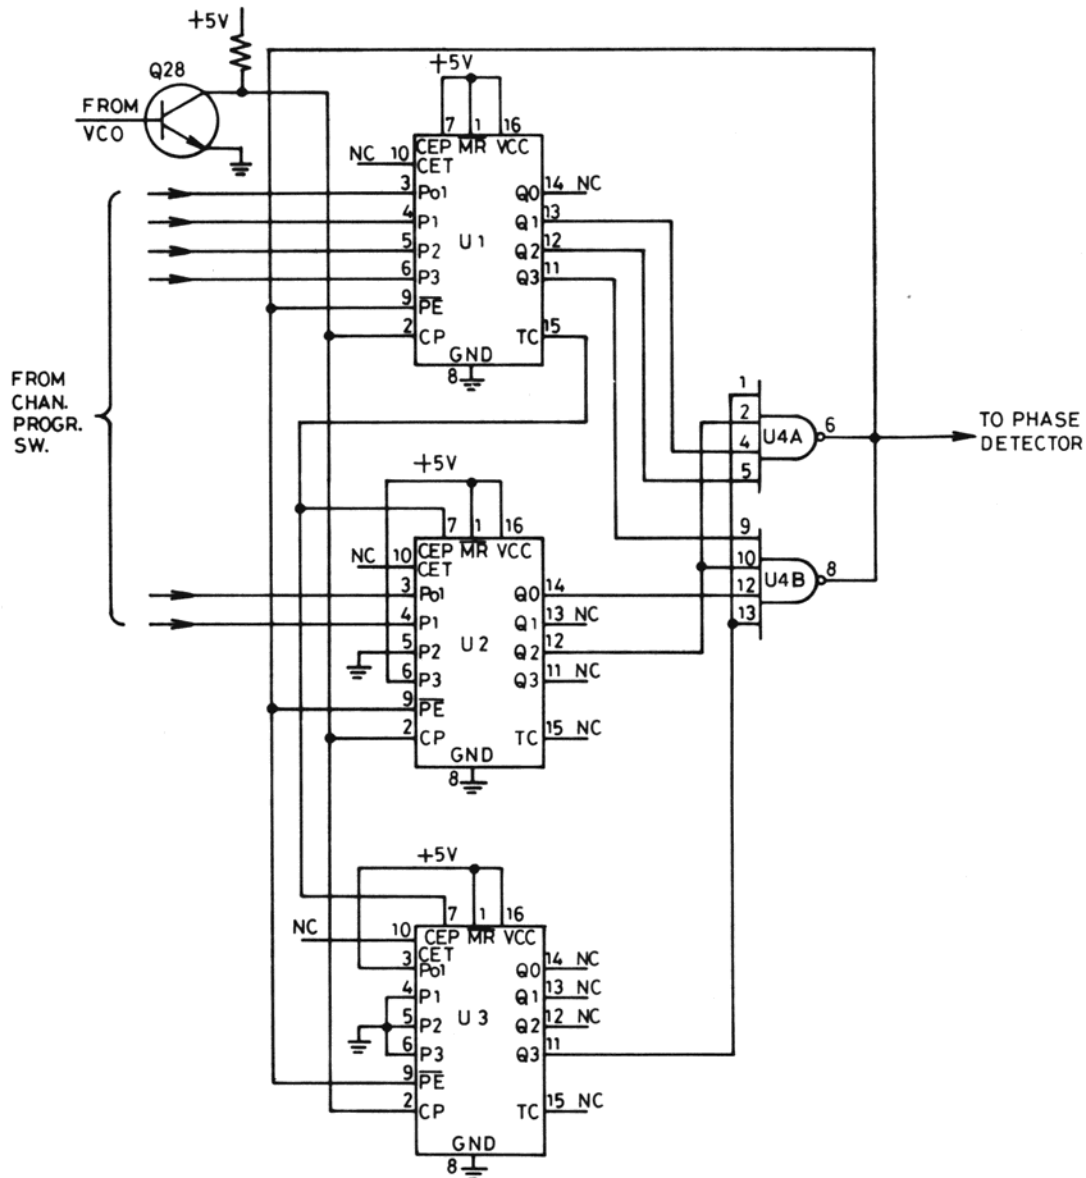 +5V
Q28
FROM
VCO
+5V
7 1 16
CEP MR VCC
NC 10 CET
3 Po1
4 P1
5 P2
6 P3
9 PE
2 CP
U1
Q0 14 NC
Q1 13
Q2 12
Q3 11
TC 15
GND
8
FROM
CHAN.
PROGR.
SW.
1
2
4
5
U4A
6
TO PHASE
DETECTOR
9
10
12
13
U4B
8
+5V
7 1 16
CEP MR VCC
NC 10 CET
3 Po1
4 P1
5 P2
6 P3
9 PE
2 CP
U2
Q0 14
Q1 13 NC
Q2 12
Q3 11 NC
TC 15 NC
GND
8
+5V
7 1 16
CEP MR VCC
NC 10 CET
3 Po1
4 P1
5 P2
6 P3
9 PE
2 CP
U3
Q0 14 NC
Q1 13 NC
Q2 12 NC
Q3 11
TC 15 NC
GND
8